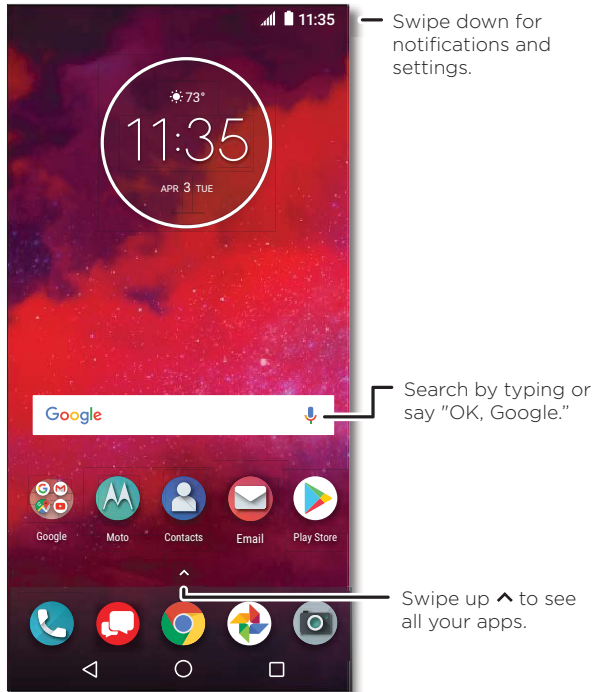 11:35
Swipe down for
notifications and
settings.
73°
11:35
APR 3 TUE
Google
Search by typing or
say "OK, Google.”
Google
Moto
Contacts
Email
Play Store
Swipe up ^ to see
all your apps.